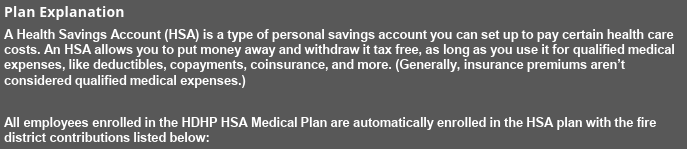 Plan Explanation
A Health Savings Account (HSA) is a type of personal savings account you can set up to pay certain health care
costs. An HSA allows you to put money away and withdraw it tax free, as long as you use it for qualified medical
expenses, like deductibles, copayments, coinsurance, and more. (Generally, insurance premiums aren’t
considered qualified medical expenses.)
All employees enrolled in the HDHP HSA Medical Plan are automatically enrolled in the HSA plan with the fire
district contributions listed below: